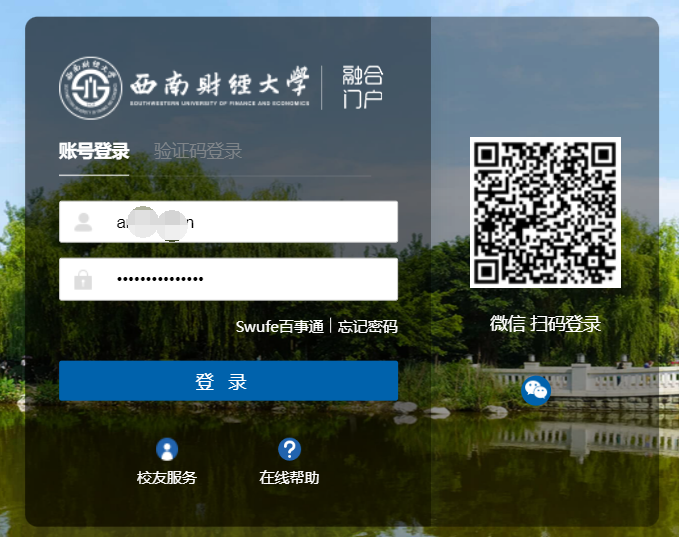 西南财经大学
SOUTHWESTERN UNIVERSITY OF FINANCE AND ECONOMICS
融合
门户
账号登录 验证码登录
•••••••••••••••
Swufe百事通 | 忘记密码
登 录
校友服务 在线帮助
微信 扫码登录